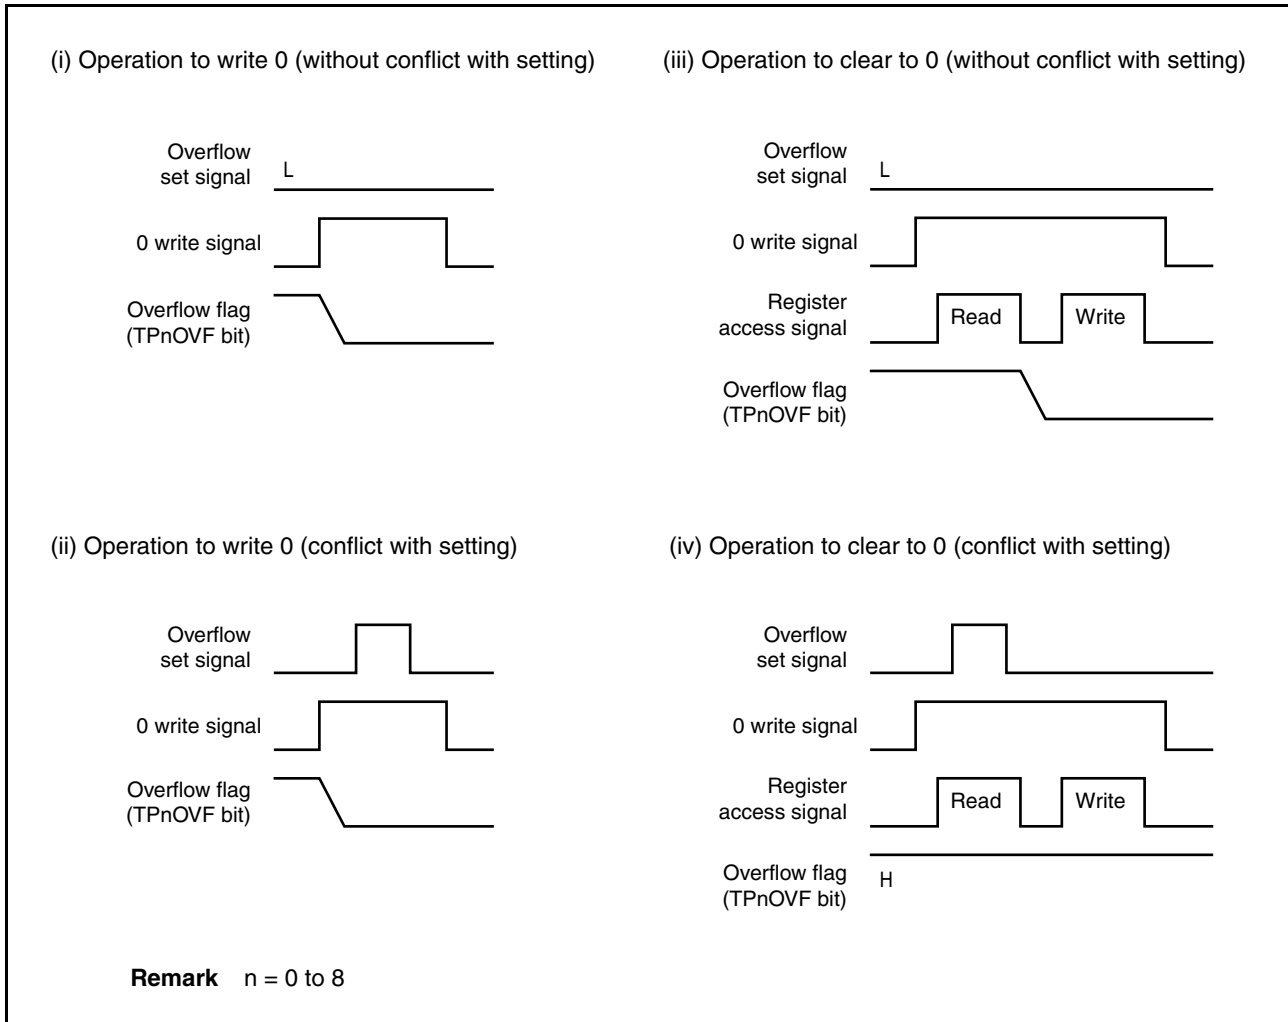 (i) Operation to write 0 (without conflict with setting)
Overflow
set signal
L
0 write signal
Overflow flag
(TPnOVF bit)
(iii) Operation to clear to 0 (without conflict with setting)
Overflow
set signal
L
0 write signal
Register
access signal
Read
Write
Overflow flag
(TPnOVF bit)
(ii) Operation to write 0 (conflict with setting)
Overflow
set signal
0 write signal
Overflow flag
(TPnOVF bit)
(iv) Operation to clear to 0 (conflict with setting)
Overflow
set signal
0 write signal
Register
access signal
Read
Write
Overflow flag
(TPnOVF bit)
H
Remark n = 0 to 8